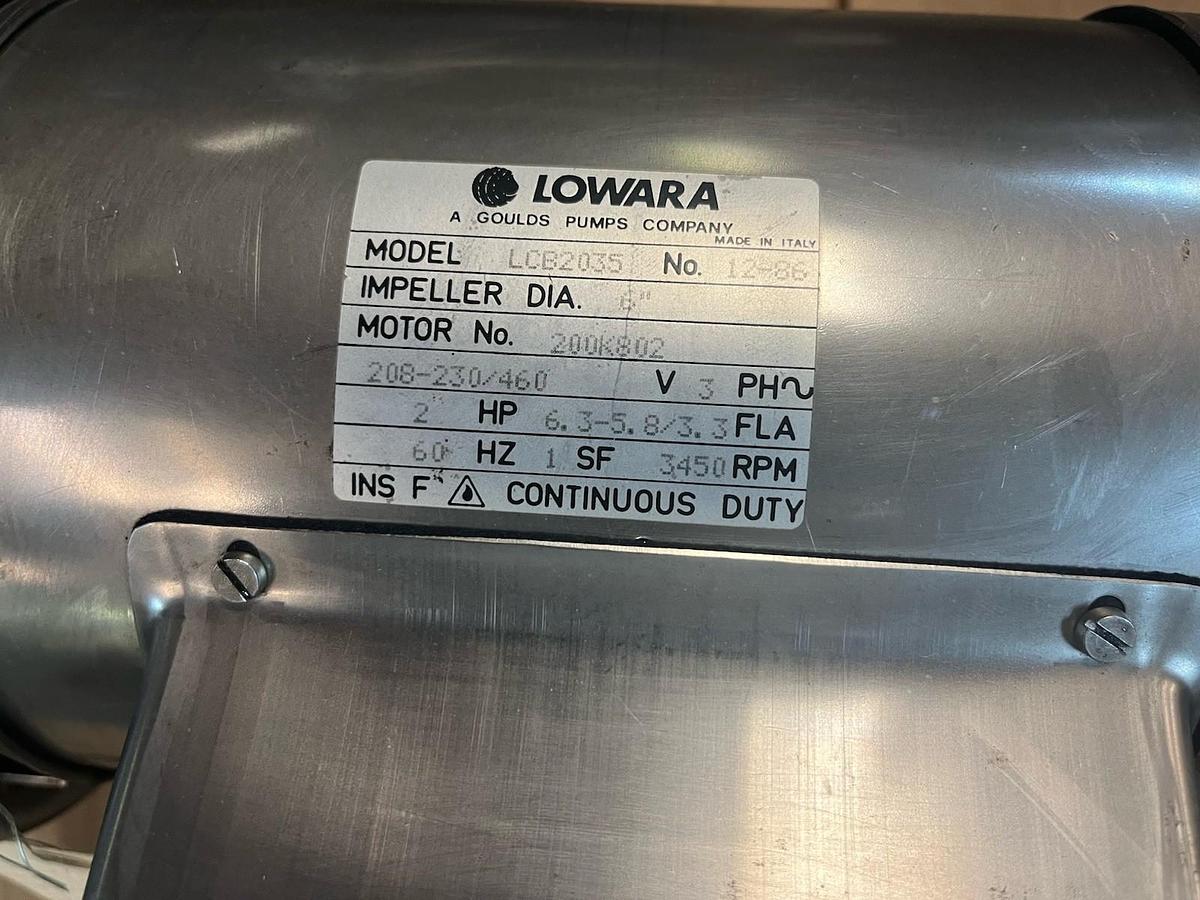 LOWARA
A GOULDS PUMPS COMPANY
MADE IN ITALY
MODEL LCB2035 No. 12-86
IMPELLER DIA. 6"
MOTOR No. 200K802
208-230/460 V 3 PH~
2 HP 6.3-5.8/3.3 FLA
60 HZ 1 SF 3450 RPM
INS F CONTINUOUS DUTY